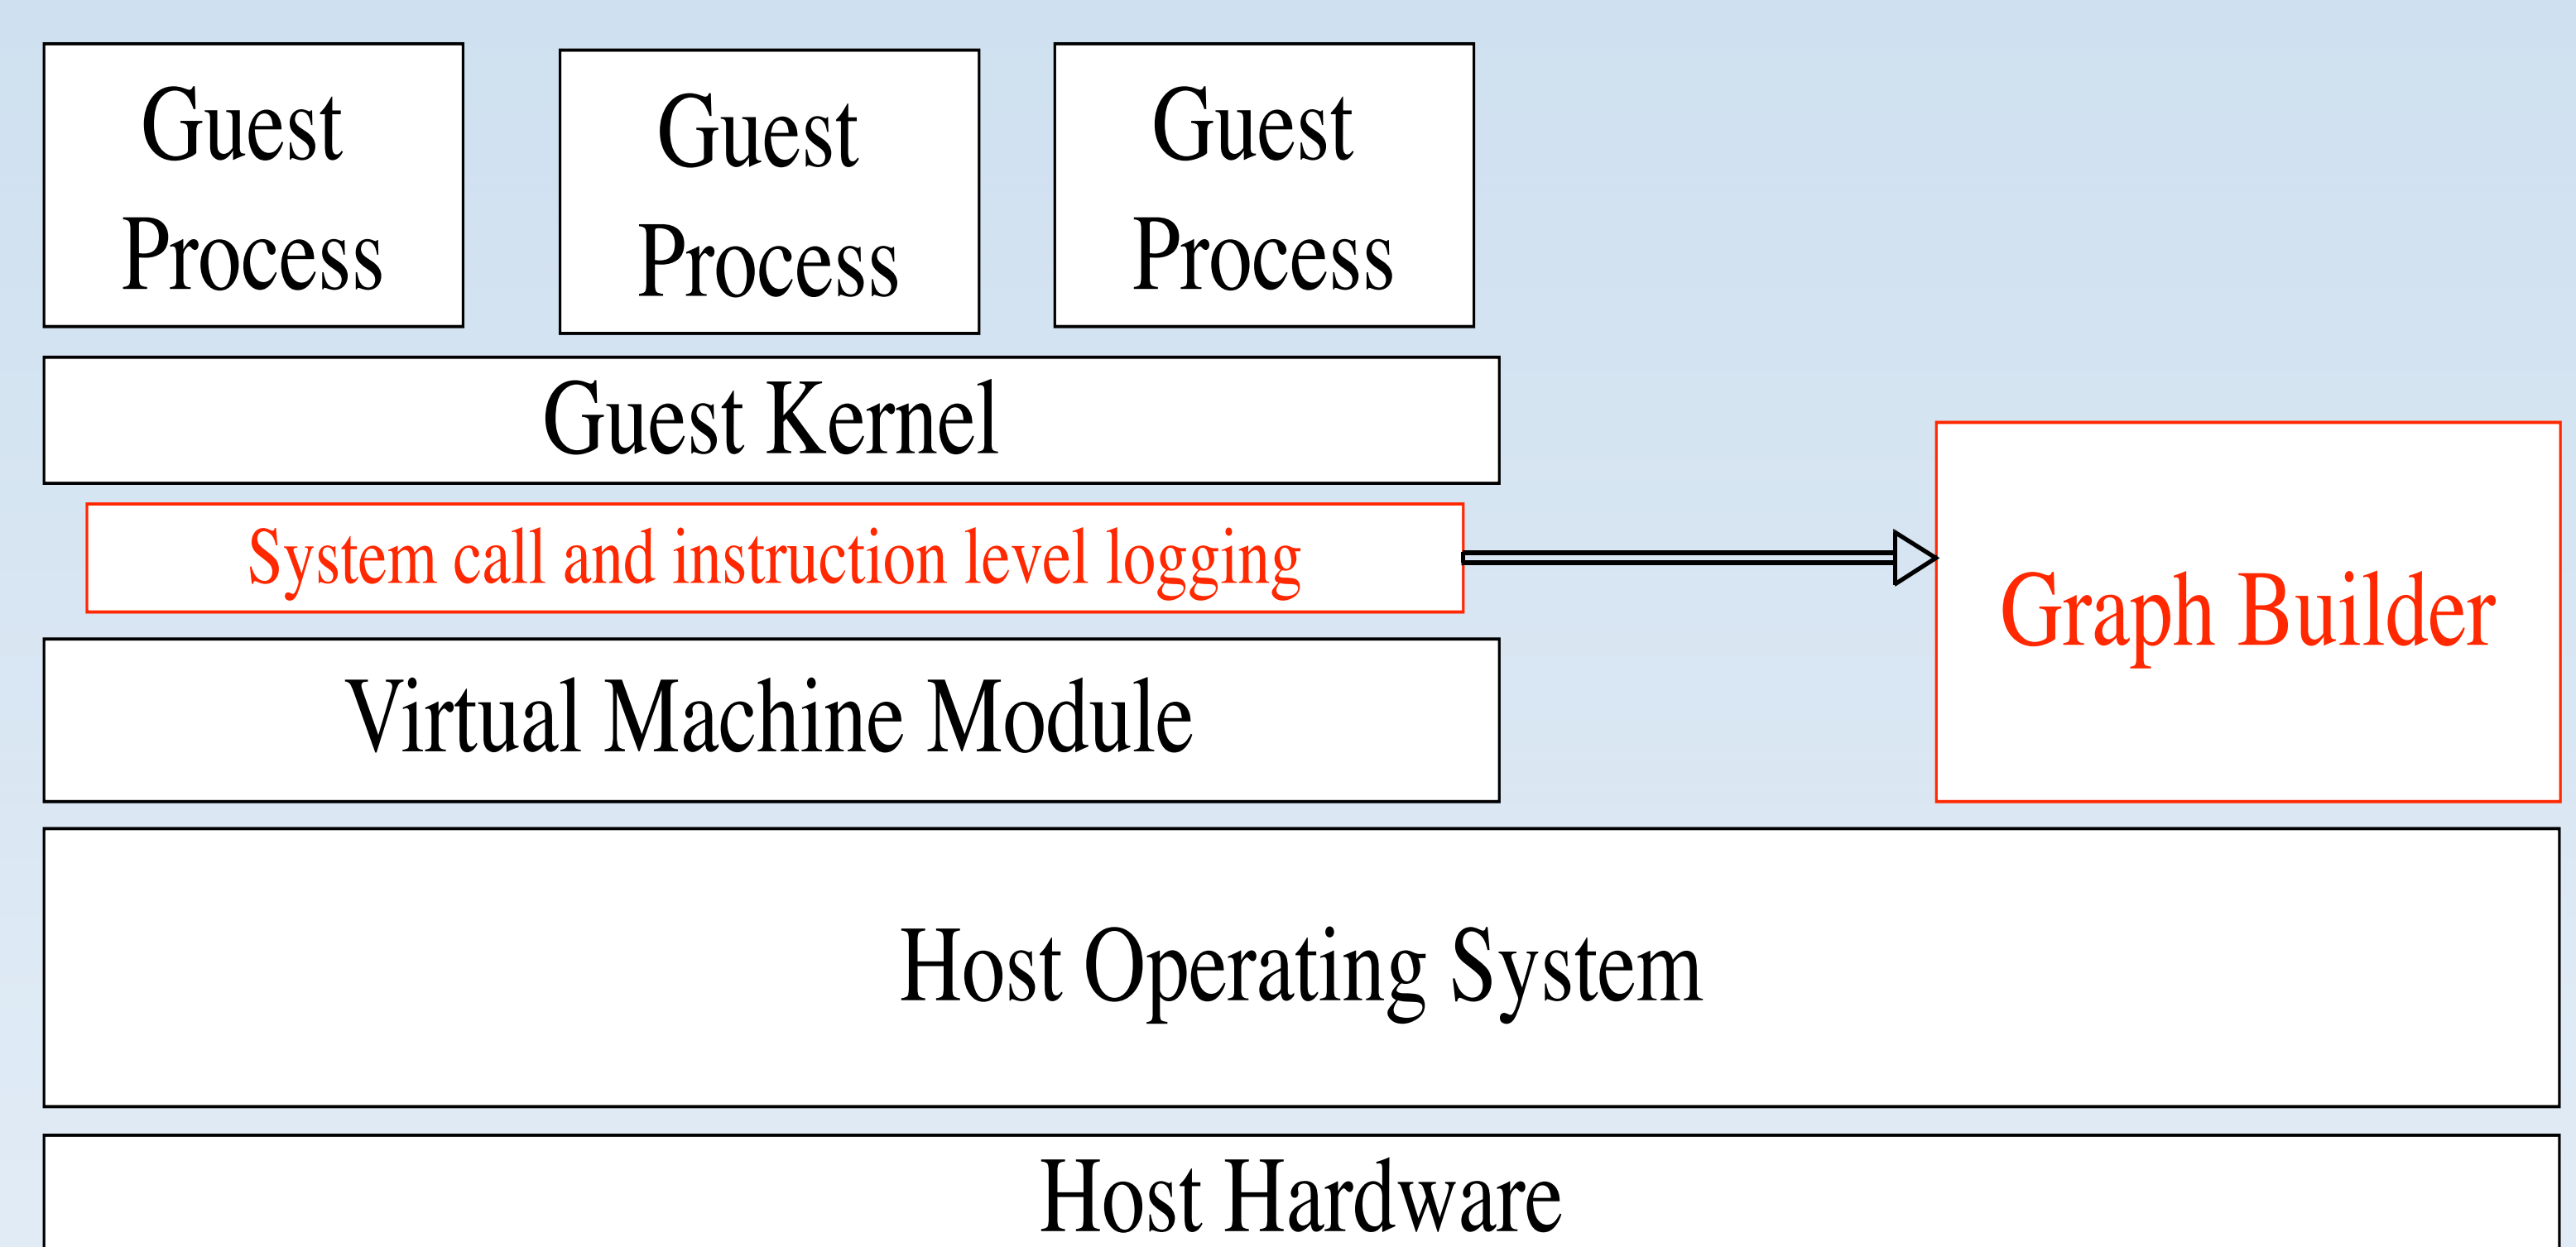 Guest
Process
Guest
Process
Guest
Process
Guest Kernel
System call and instruction level logging
Graph Builder
Virtual Machine Module
Host Operating System
Host Hardware